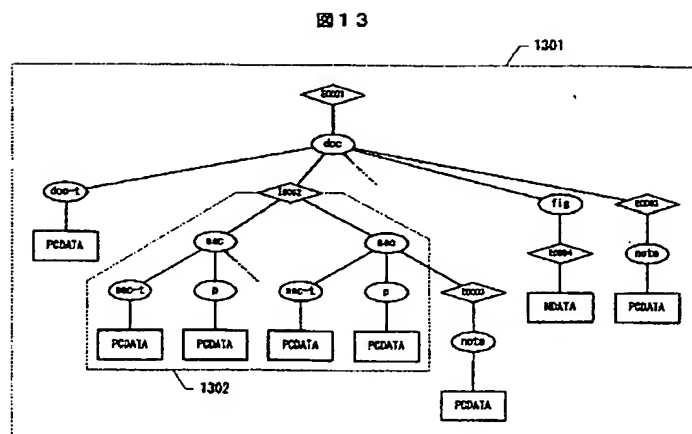 図13
1301
doc
doc-t
fig
PCDATA
sec
sec
note
sec-t
p
sec-t
p
NDATA
PCDATA
PCDATA
PCDATA
PCDATA
PCDATA
note
1302
PCDATA